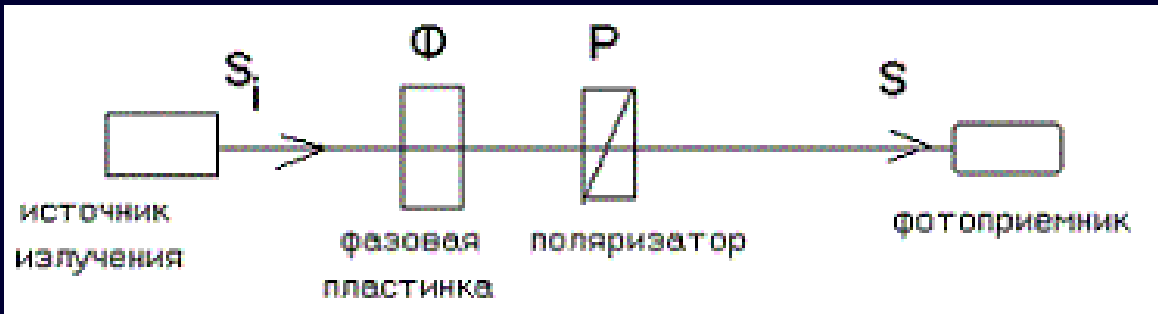 Si
Ф
P
S
источник
излучения
фазовая
пластинка
поляризатор
фотоприемник